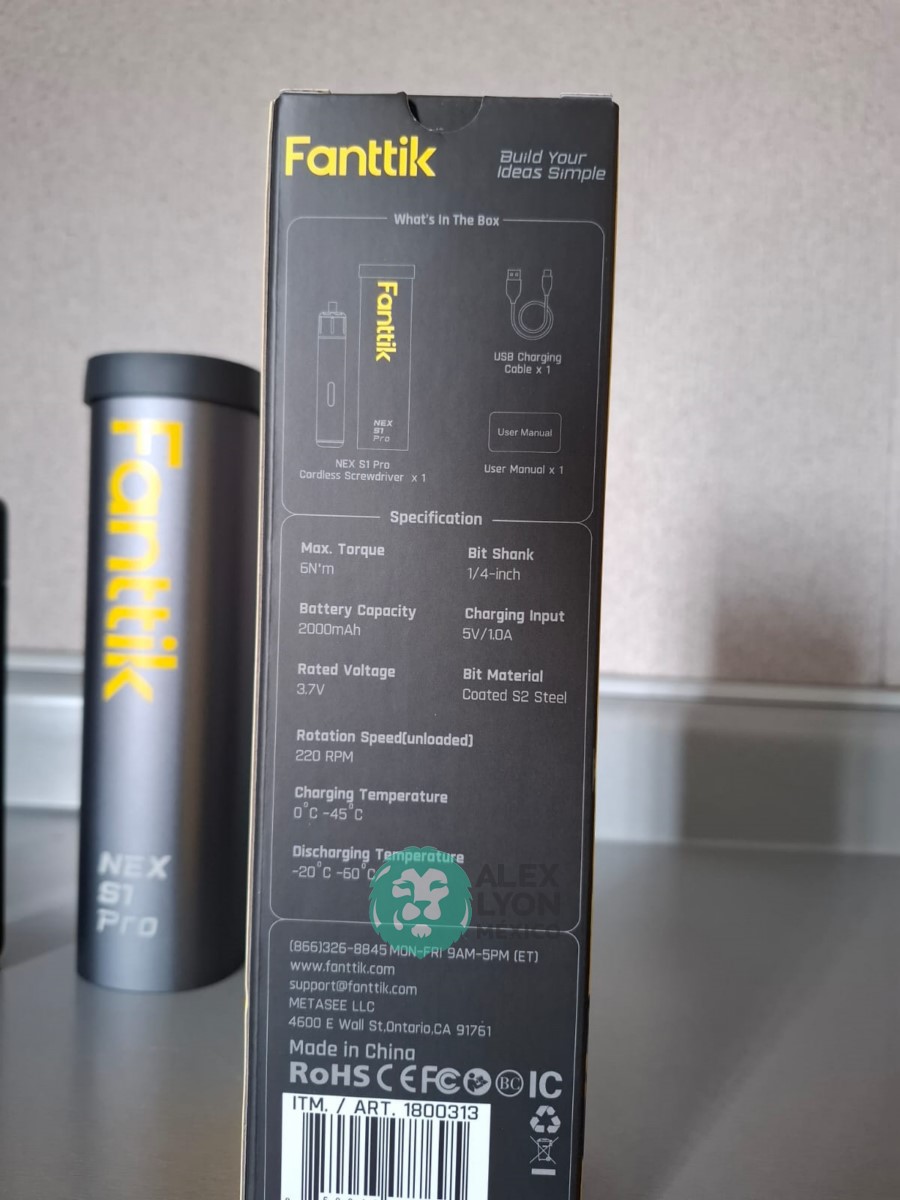 Fanttik
Build Your
Ideas Simple
What's In The Box
Fanttik
NEX
S1
Pro
USB Charging
Cable x 1
User Manual
NEX S1 Pro
Cordless Screwdriver x 1
User Manual x 1
Specification
Max. Torque
6N*m
Bit Shank
1/4-inch
Battery Capacity
2000mAh
Charging Input
5V/1.0A
Rated Voltage
3.7V
Bit Material
Coated S2 Steel
Rotation Speed(unloaded)
220 RPM
Charging Temperature
0°C -45°C
Discharging Temperature
-20°C -60°C
ALEX
LYON
MEXICO
(866)326-8845 MON-FRI 9AM-5PM (ET)
www.fanttik.com
support@fanttik.com
METASEE LLC
4600 E Wall St,Ontario,CA 91761
Made in China
RoHS CE FC BC IC
ITM. / ART. 1800313
Fanttik
NEX
S1
Pro